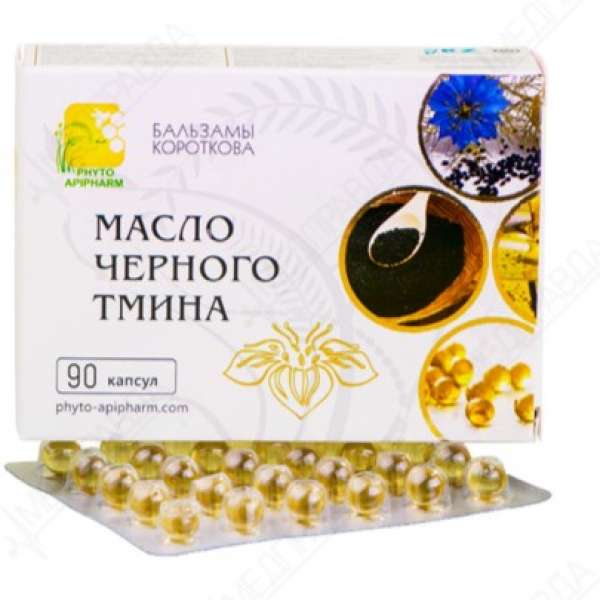 PHYTO
APIPHARM
БАЛЬЗАМЫ
КОРОТКОВА
МАСЛО
ЧЕРНОГО
ТМИНА
90 капсул
phyto-apipharm.com